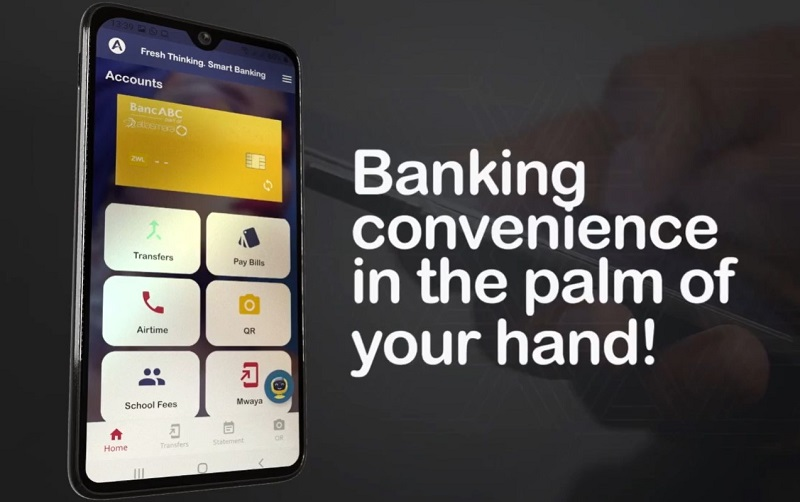 Fresh Thinking. Smart Banking
Accounts
BancABC
ZWL - -
Transfers
Pay Bills
Airtime
QR
School Fees
Mwaya
Home
Transfers
Statement
QR
Banking
convenience
in the palm of
your hand!